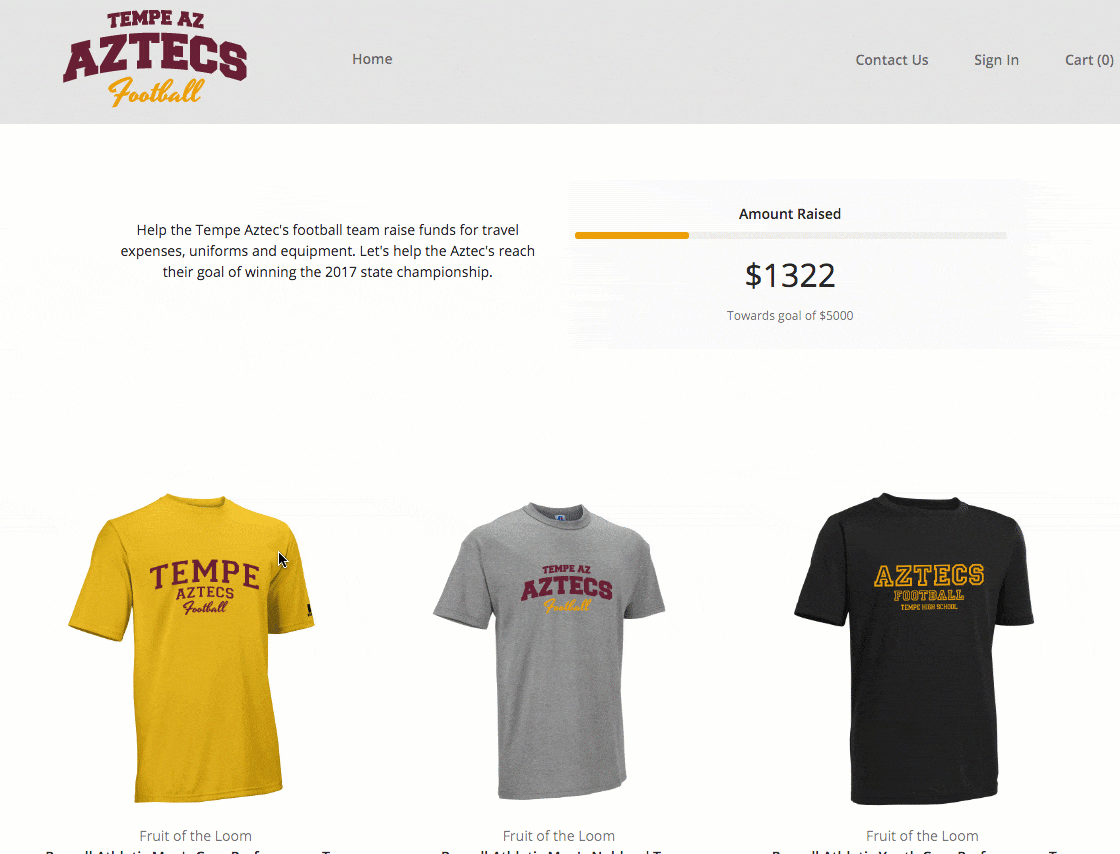 TEMPE AZ
AZTECS
Football
Home
Contact Us
Sign In
Cart (0)
Help the Tempe Aztec's football team raise funds for travel
expenses, uniforms and equipment. Let's help the Aztec's reach
their goal of winning the 2017 state championship.
Amount Raised
$1322
Towards goal of $5000
TEMPE
AZTECS
Football
TEMPE AZ
AZTECS
Football
AZTECS
FOOTBALL
TEMPE HIGH SCHOOL
Fruit of the Loom
Fruit of the Loom
Fruit of the Loom